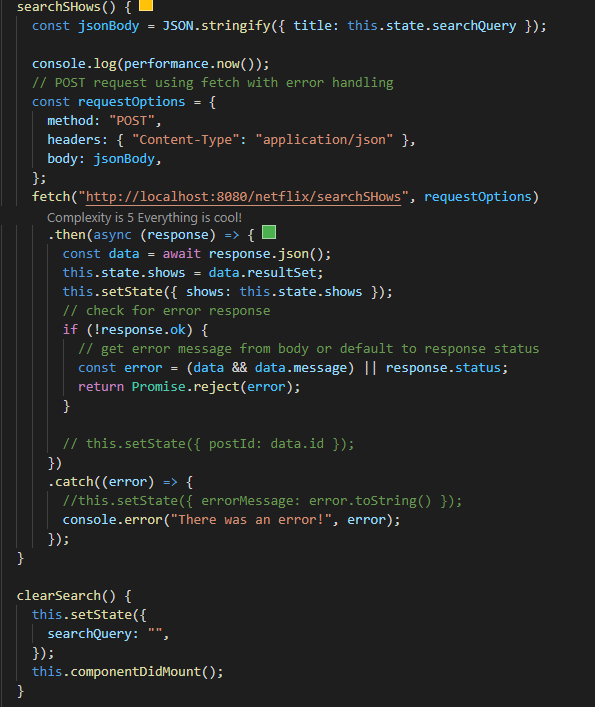 searchSHows() {
const jsonBody = JSON.stringify({ title: this.state.searchQuery });
console.log(performance.now());
// POST request using fetch with error handling
const requestOptions = {
method: "POST",
headers: { "Content-Type": "application/json" },
body: jsonBody,
};
fetch("http://localhost:8080/netflix/searchSHows", requestOptions)
Complexity is 5 Everything is cool!
.then(async (response) => {
const data = await response.json();
this.state.shows = data.resultSet;
this.setState({ shows: this.state.shows });
// check for error response
if (!response.ok) {
// get error message from body or default to response status
const error = (data && data.message) || response.status;
return Promise.reject(error);
}
// this.setState({ postId: data.id });
})
.catch((error) => {
//this.setState({ errorMessage: error.toString() });
console.error("There was an error!", error);
});
}
clearSearch() {
this.setState({
searchQuery: "",
});
this.componentDidMount();
}